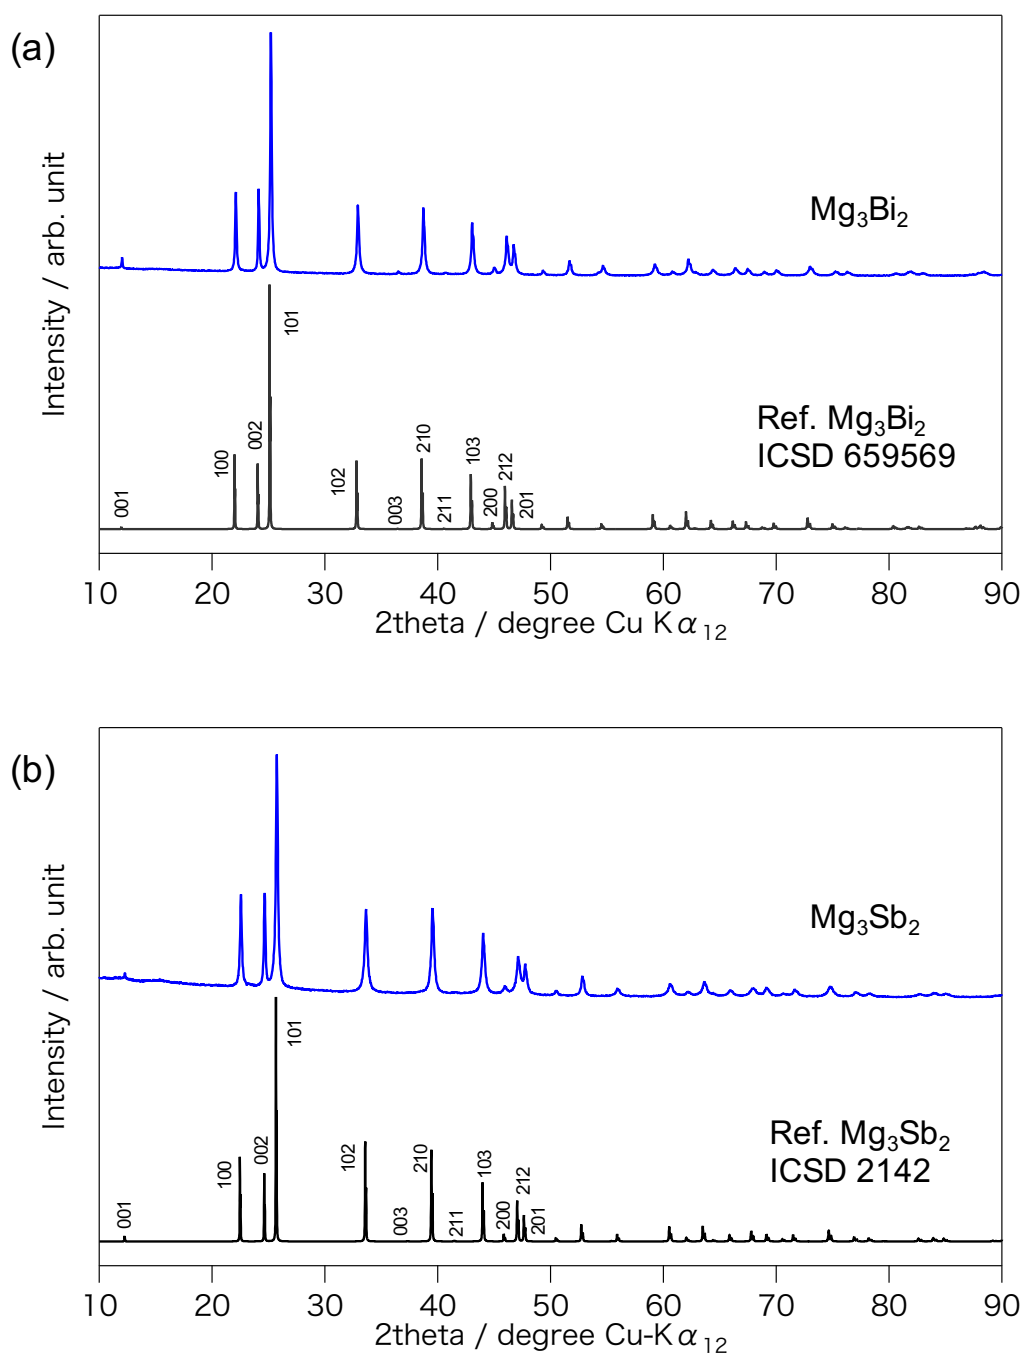 (a)
Intensity / arb. unit
Mg₃Bi₂
Ref. Mg₃Bi₂
ICSD 659569
001
100
002
101
102
003
210
211
103
200
212
201
10 20 30 40 50 60 70 80 90
2theta / degree Cu Kα₁₂
(b)
Intensity / arb. unit
Mg₃Sb₂
Ref. Mg₃Sb₂
ICSD 2142
001
100
002
101
102
003
210
211
103
200
212
201
10 20 30 40 50 60 70 80 90
2theta / degree Cu-Kα₁₂